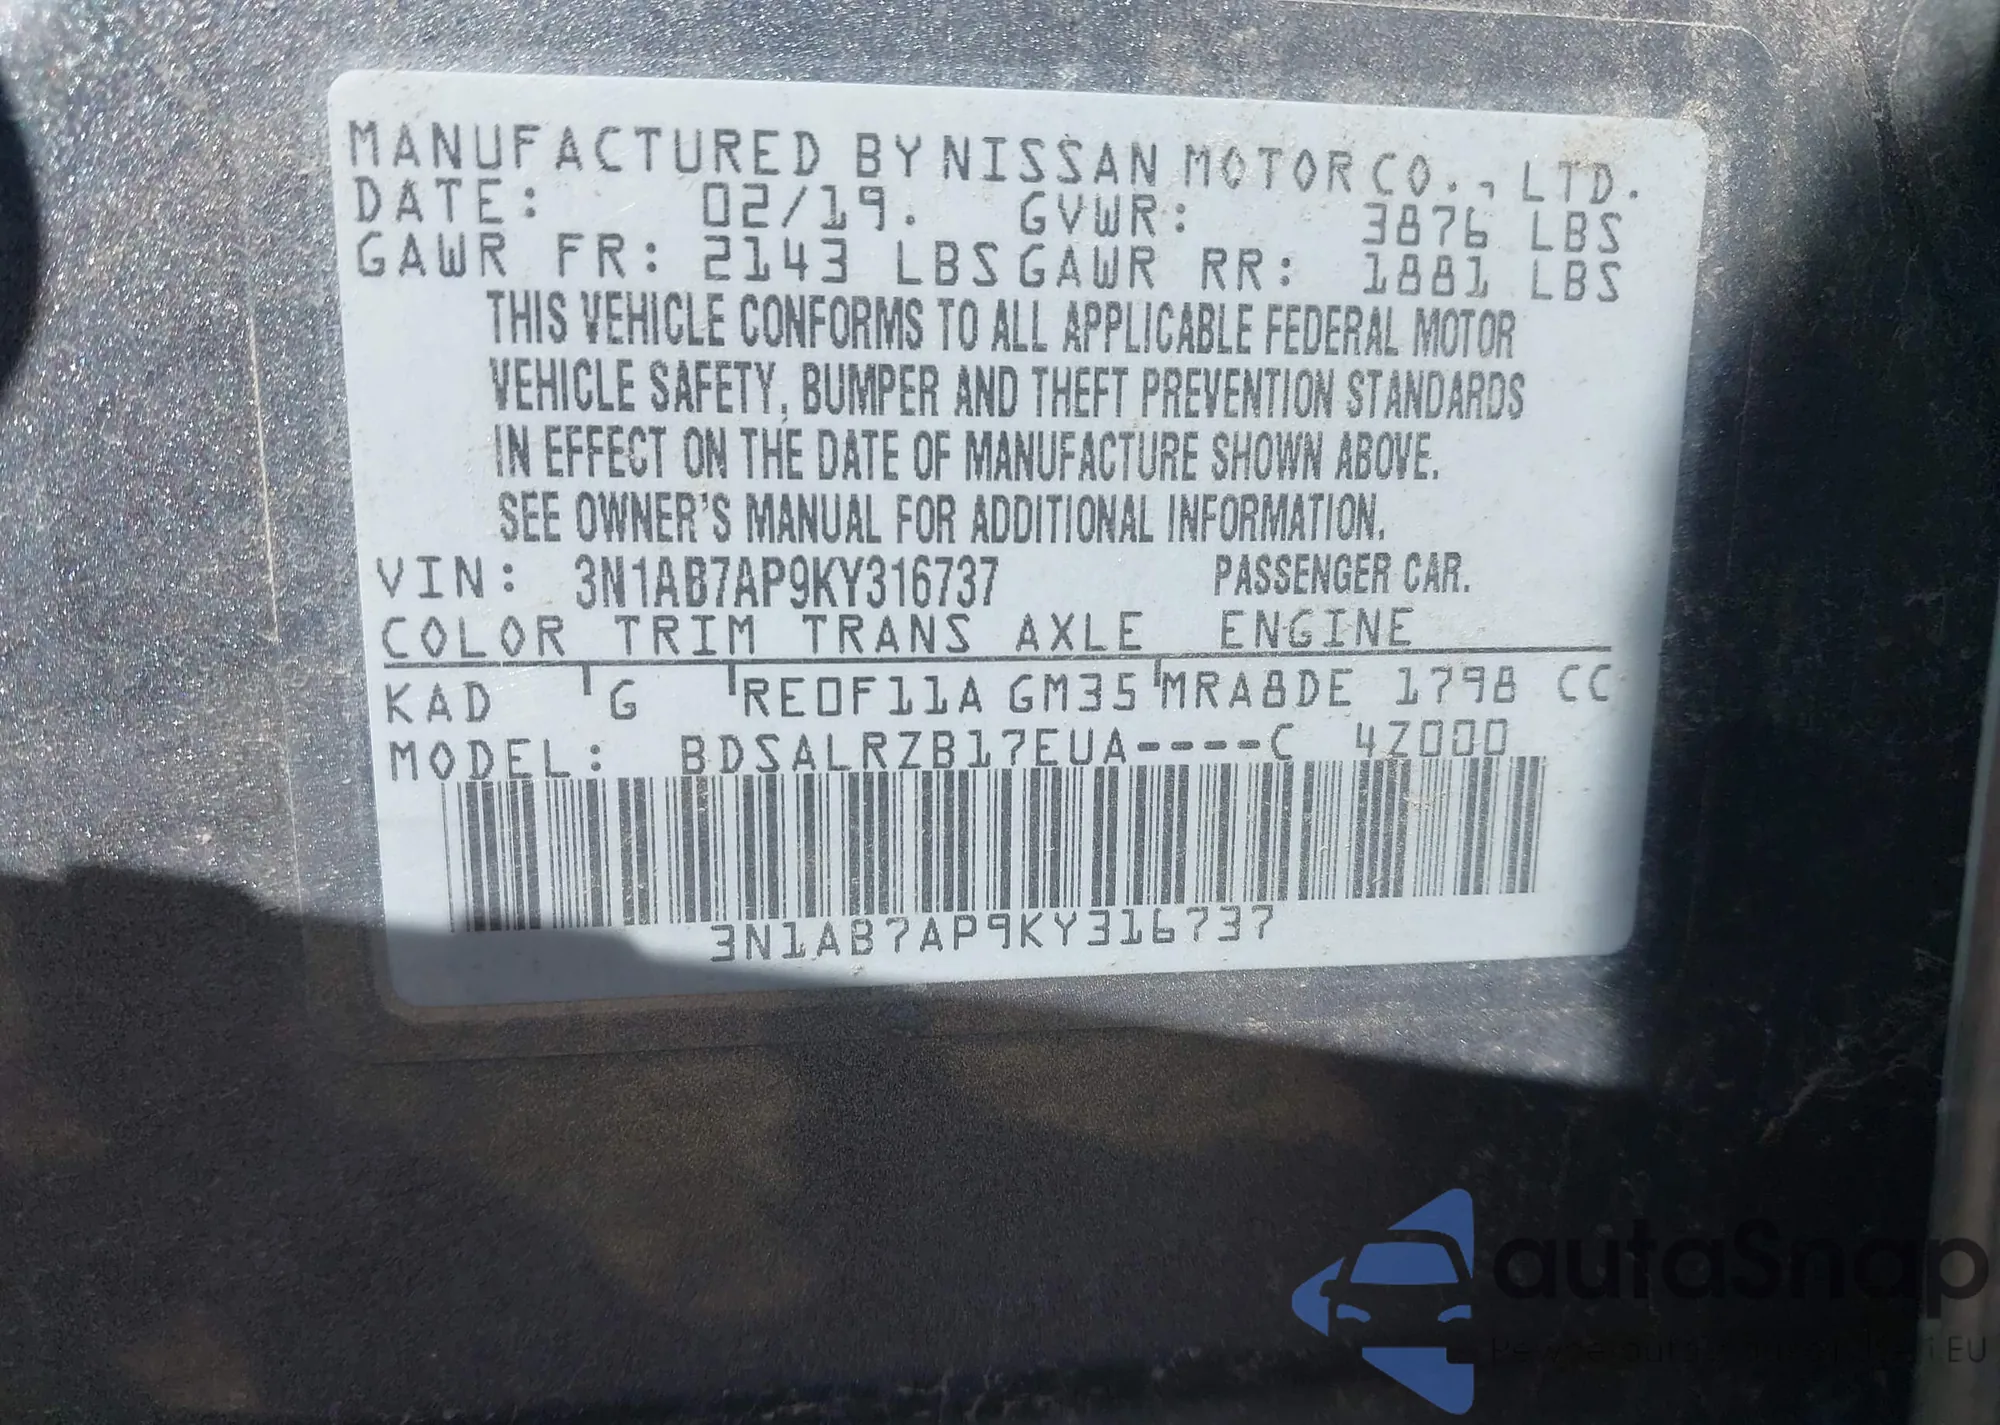 MANUFACTURED BY NISSAN MOTOR CO., LTD.
DATE: 02/19. GVWR: 3876 LBS
GAWR FR: 2143 LBS GAWR RR: 1881 LBS
THIS VEHICLE CONFORMS TO ALL APPLICABLE FEDERAL MOTOR
VEHICLE SAFETY, BUMPER AND THEFT PREVENTION STANDARDS
IN EFFECT ON THE DATE OF MANUFACTURE SHOWN ABOVE.
SEE OWNER'S MANUAL FOR ADDITIONAL INFORMATION.
VIN: 3N1AB7AP9KY316737 PASSENGER CAR.
COLOR TRIM TRANS AXLE ENGINE
KAD G RE0F11A GM35 MRA8DE 1798 CC
MODEL: BDSALRZB17EUA----C 4Z000
3N1AB7AP9KY316737
autoSnap
EU